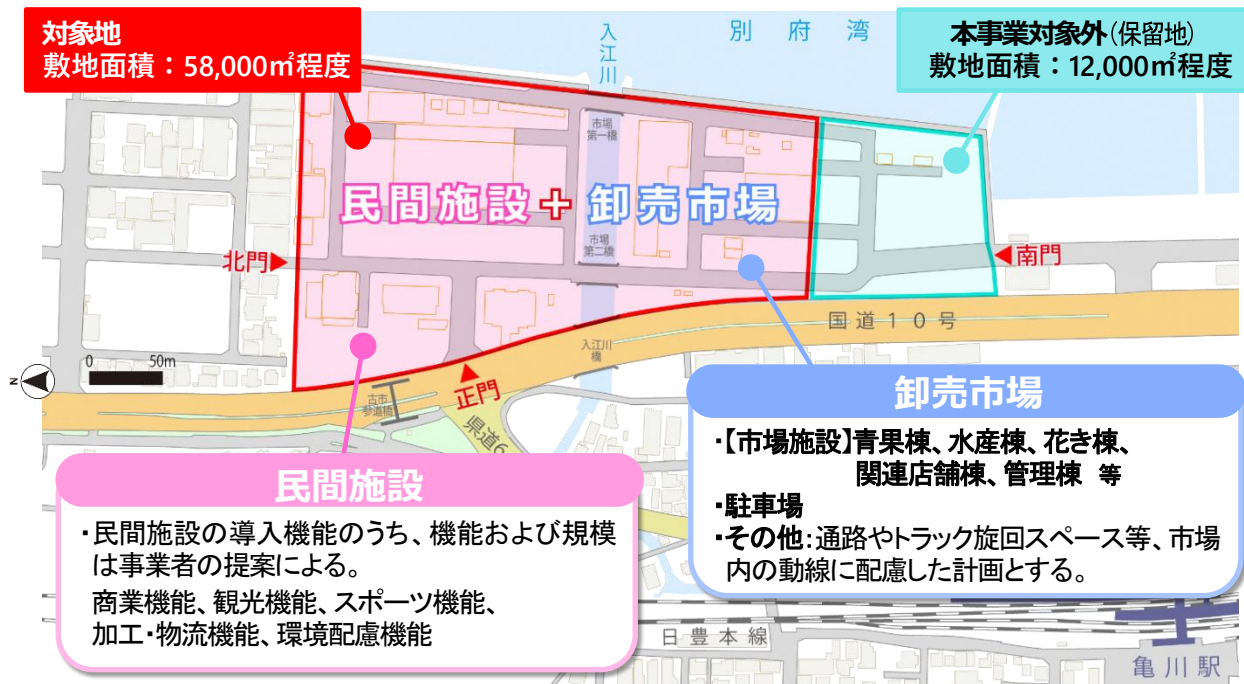 対象地
敷地面積：58,000㎡程度
入江川
別府湾
本事業対象外(保留地)
敷地面積：12,000㎡程度
市場
第一橋
民間施設＋卸売市場
市場
第二橋
北門
南門
国道10号
0 50m
N
入江川
橋
正門
古市
参道橋
県道6
卸売市場
・【市場施設】青果棟、水産棟、花き棟、
関連店舗棟、管理棟 等
・駐車場
・その他：通路やトラック旋回スペース等、市場
内の動線に配慮した計画とする。
民間施設
・民間施設の導入機能のうち、機能および規模
は事業者の提案による。
商業機能、観光機能、スポーツ機能、
加工・物流機能、環境配慮機能
日豊本線
亀川駅